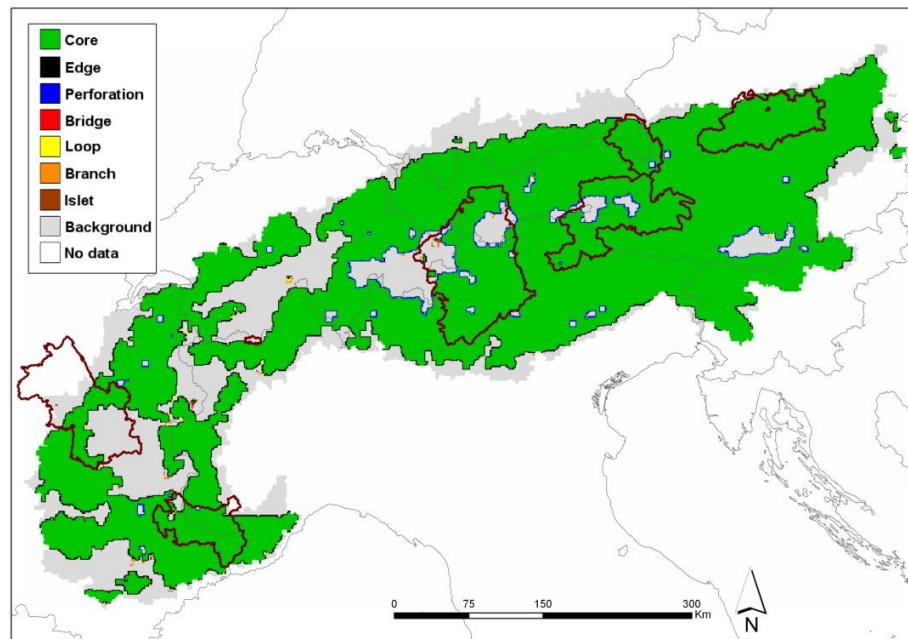 Core
Edge
Perforation
Bridge
Loop
Branch
Islet
Background
No data
0 75 150 300
Km
N